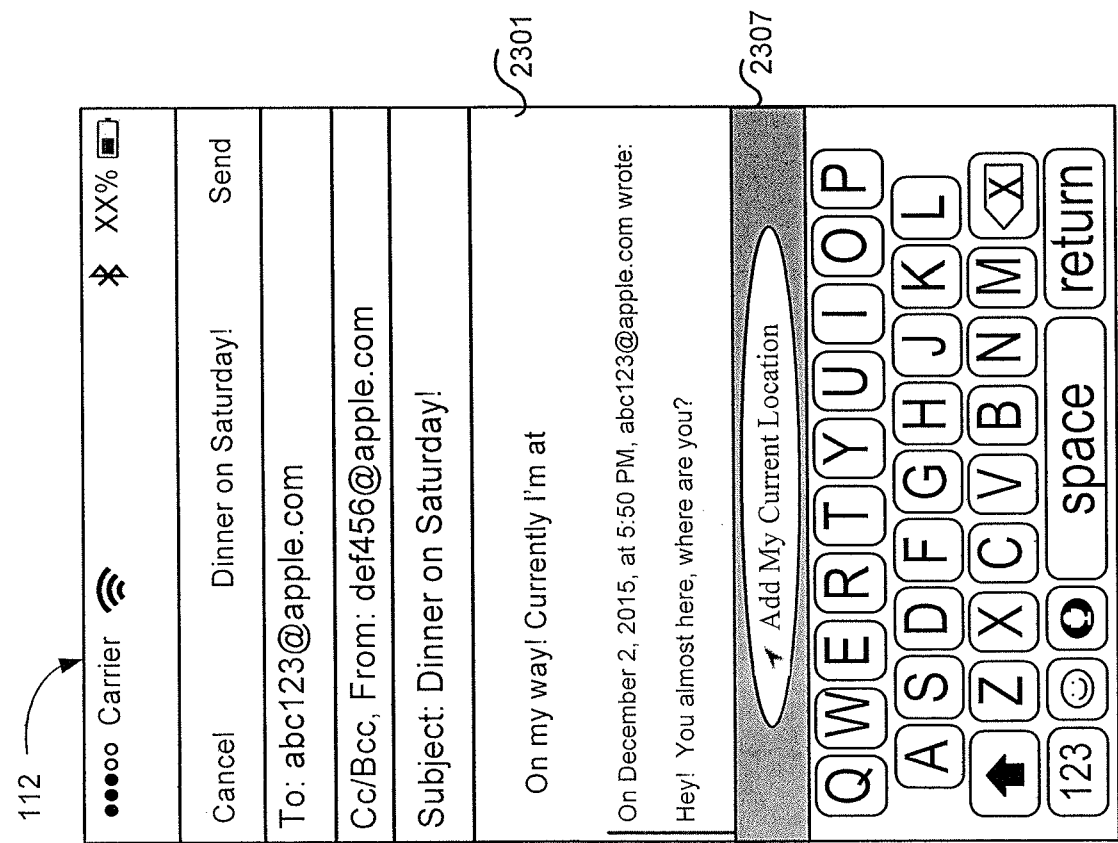 112
●●●○○ Carrier XX%
Cancel Dinner on Saturday! Send
To: abc123@apple.com
Cc/Bcc, From: def456@apple.com
Subject: Dinner on Saturday!
2301
On my way! Currently I'm at
On December 2, 2015, at 5:50 PM, abc123@apple.com wrote:
Hey! You almost here, where are you?
2307
Add My Current Location
Q W E R T Y U I O P
A S D F G H J K L
Z X C V B N M X
123 space return